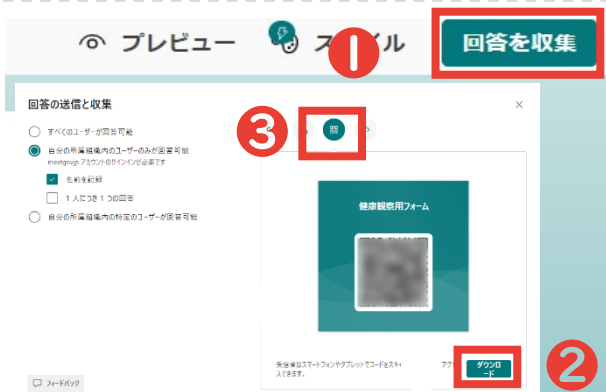 プレビュー
スタイル
回答を収集
1
回答の送信と収集
すべてのユーザーが回答可能
自分の所属組織内のユーザーのみが回答可能
mextgovjp アカウントのサインインが必要です
名前を記録
1 人につき 1 つの回答
自分の所属組織内の特定のユーザーが回答可能
3
健康観察用フォーム
受信者はスマートフォンやタブレットでコードをスキャ
ンできます。
ダウンロ
ード
2
フィードバック